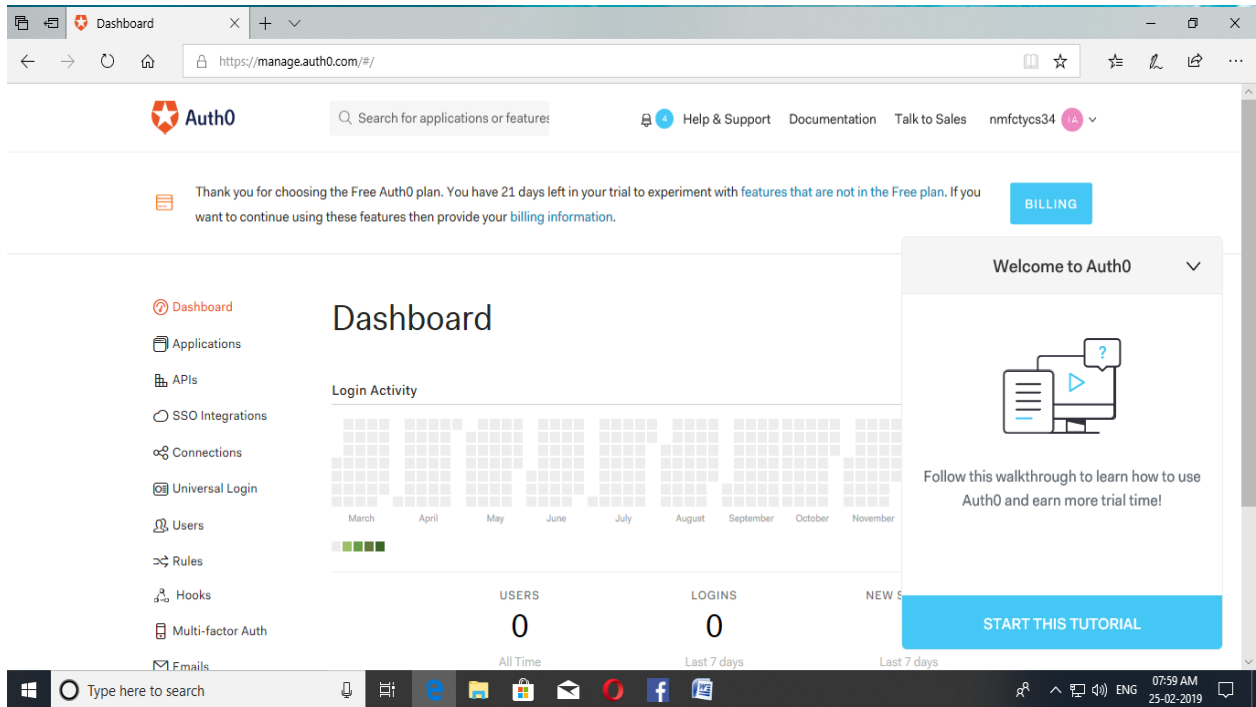 Dashboard
https://manage.auth0.com/#/
Auth0
Search for applications or features
4
Help & Support
Documentation
Talk to Sales
nmfctycs34
IA
Thank you for choosing the Free Auth0 plan. You have 21 days left in your trial to experiment with features that are not in the Free plan. If you
want to continue using these features then provide your billing information.
BILLING
Welcome to Auth0
Dashboard
Applications
APIs
SSO Integrations
Connections
Universal Login
Users
Rules
Hooks
Multi-factor Auth
Emails
Dashboard
Login Activity
March April May June July August September October November
USERS
0
All Time
LOGINS
0
Last 7 days
NEW S
Last 7 days
?
Follow this walkthrough to learn how to use
Auth0 and earn more trial time!
START THIS TUTORIAL
Type here to search
ENG
07:59 AM
25-02-2019